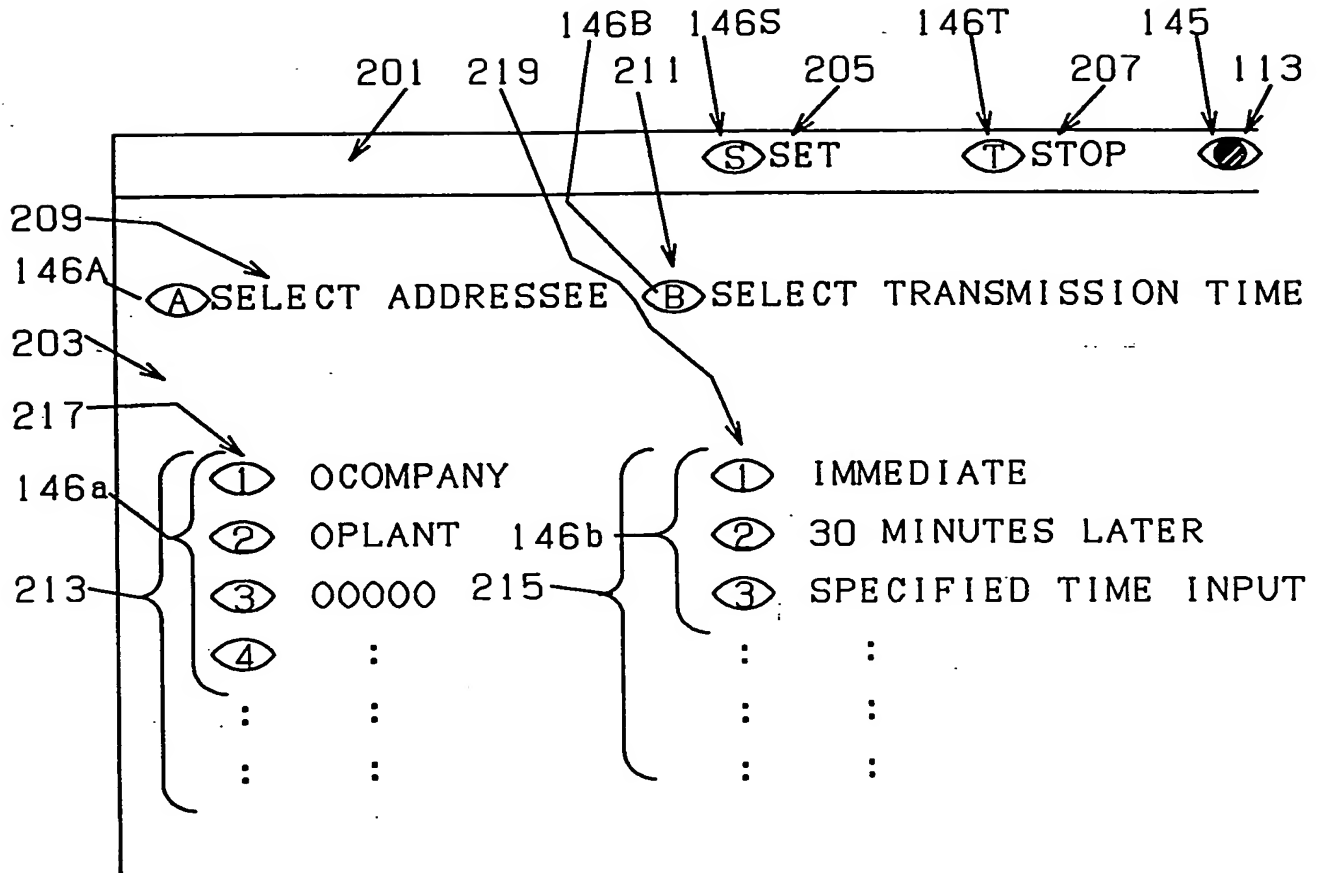 146B 146S 146T 145
201 219 211 205 207 113
S SET T STOP
209
146A
A SELECT ADDRESSEE B SELECT TRANSMISSION TIME
203
217
1 OCOMPANY 1 IMMEDIATE
146a
2 OPLANT 146b 2 30 MINUTES LATER
213 3 OOOOO 215 3 SPECIFIED TIME INPUT
4 : : :
: : : :
: : : :